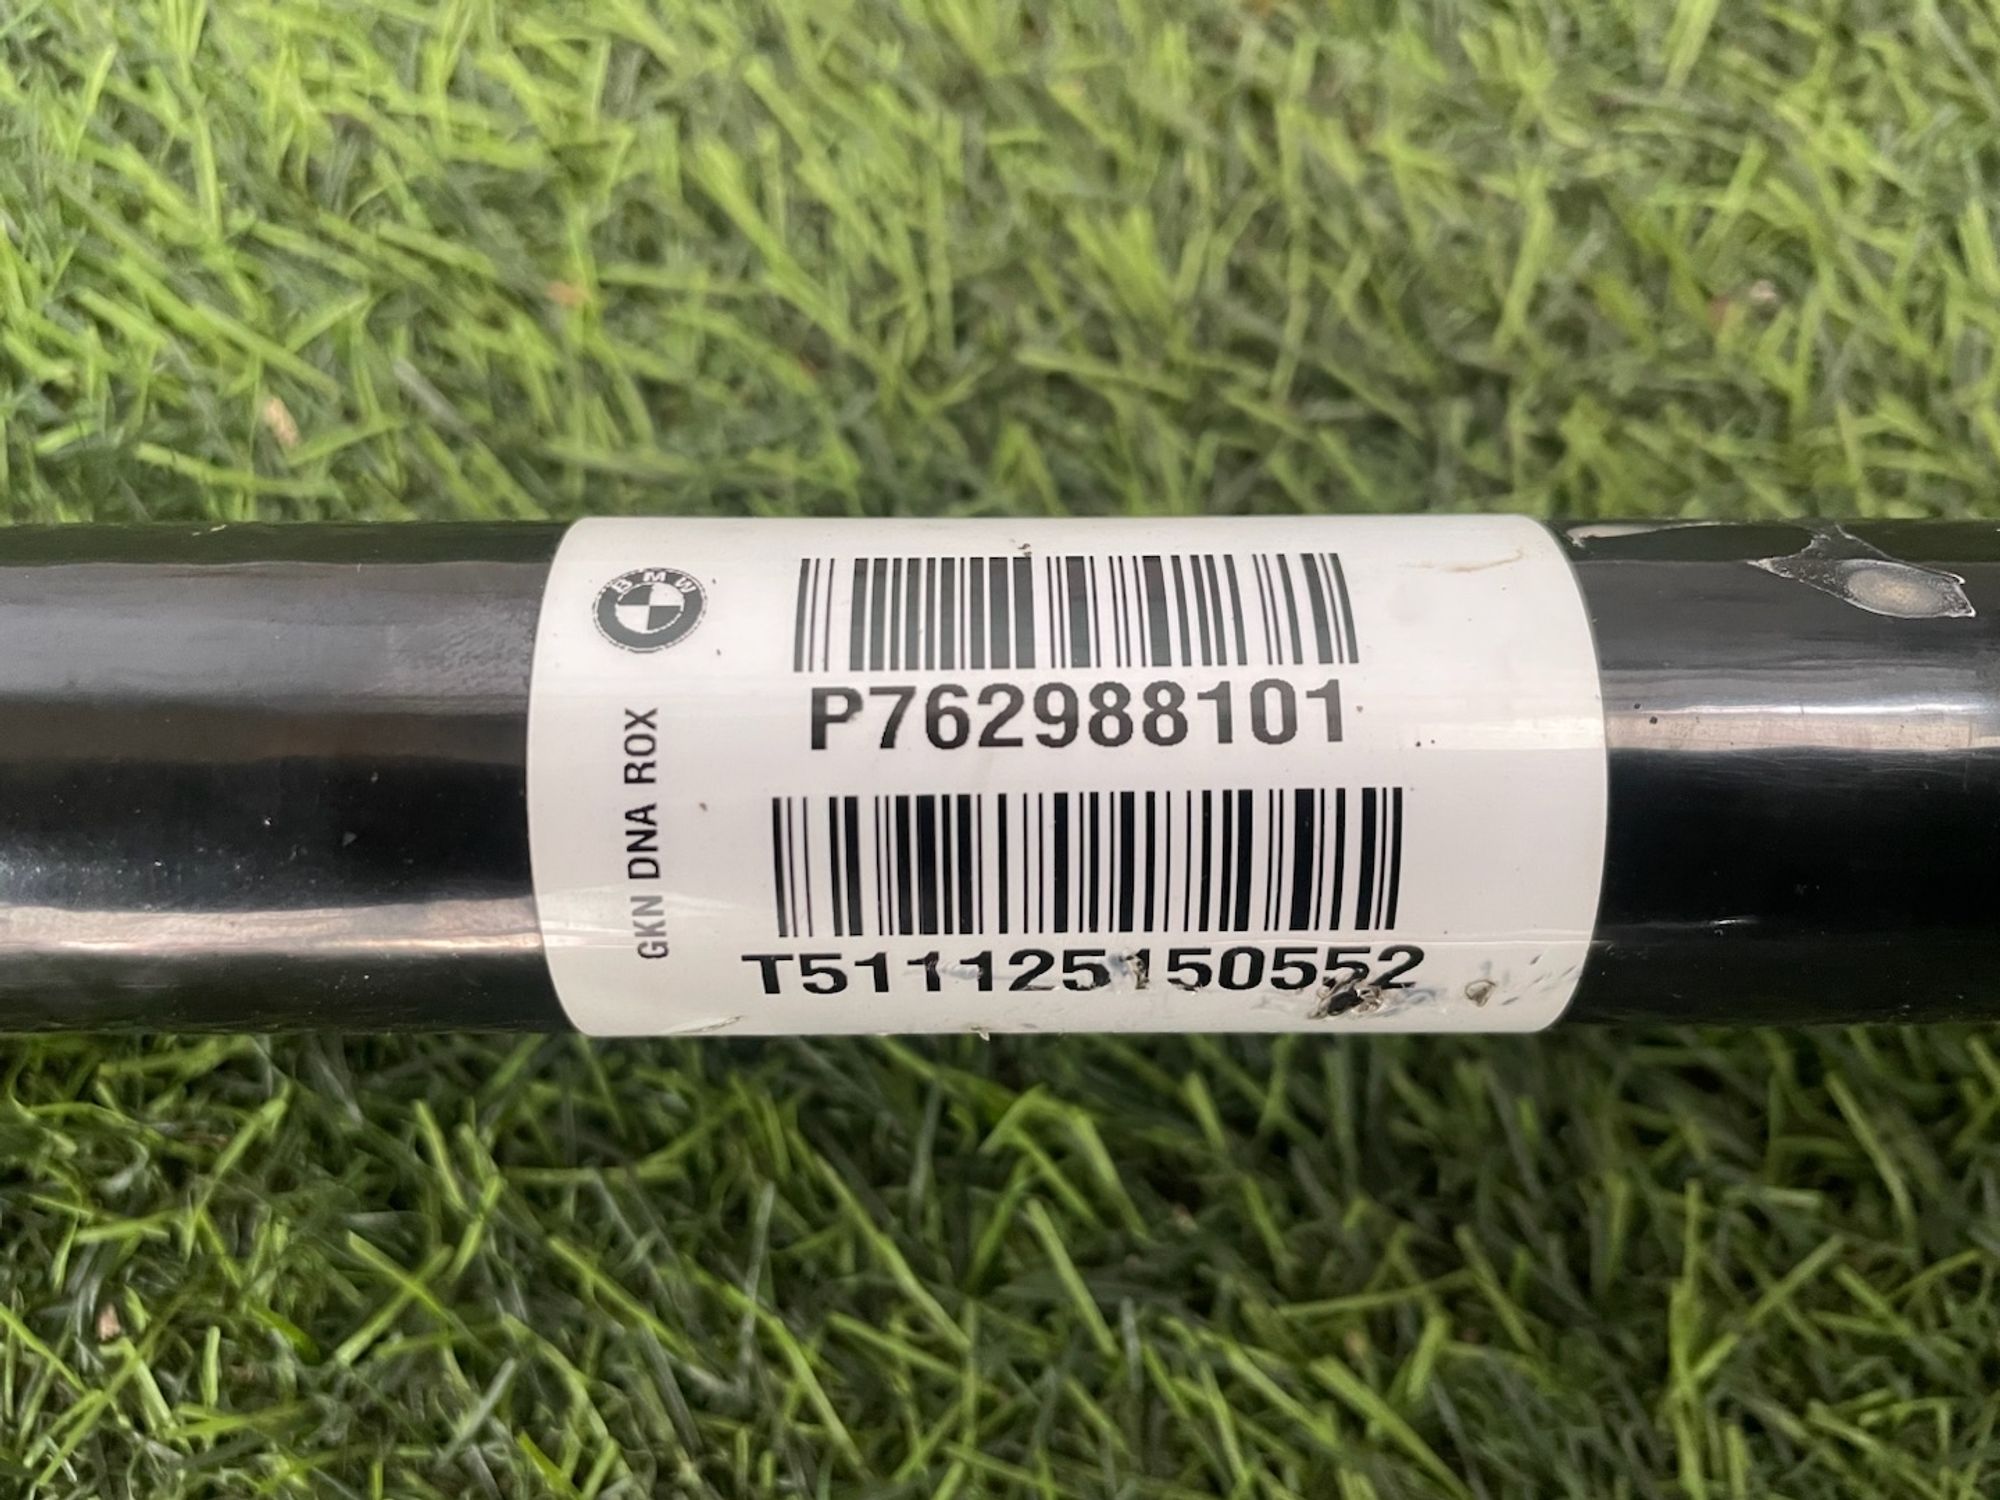 BMW
P762988101
GKN DNA ROX
T511125150552